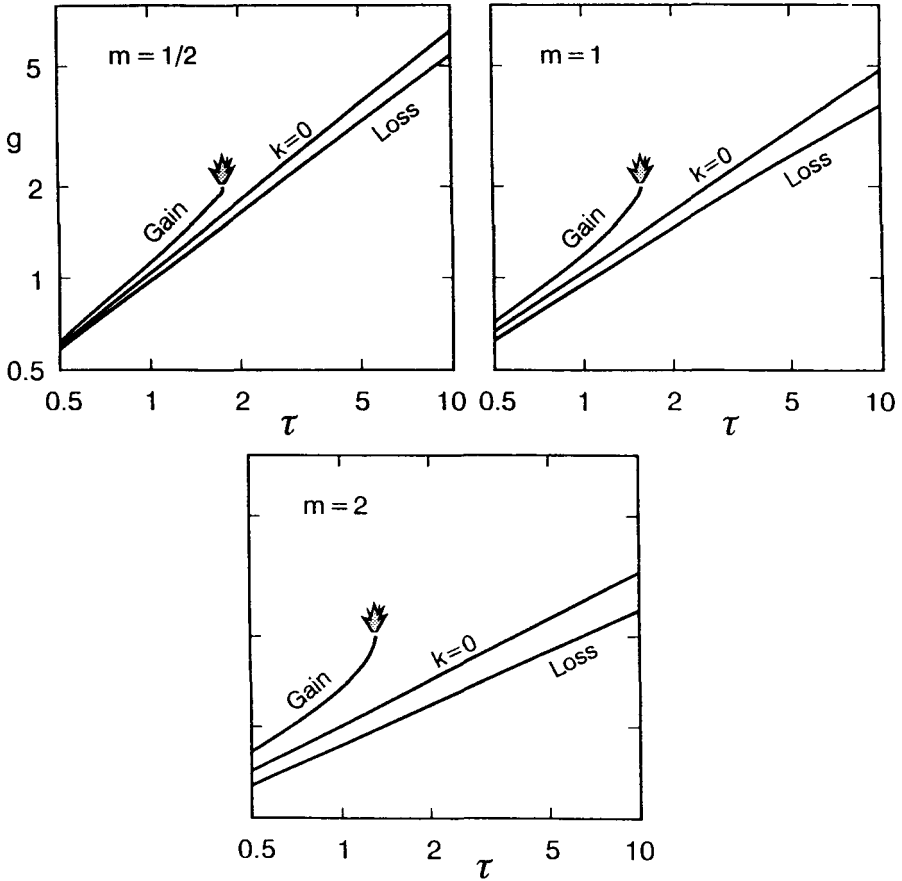 m = 1/2
5
g
k=0
Loss
2
Gain
1
0.5
0.5 1 2 5 10
τ
m = 1
k=0
Loss
Gain
0.5 1 2 5 10
τ
m = 2
k=0
Loss
Gain
0.5 1 2 5 10
τ